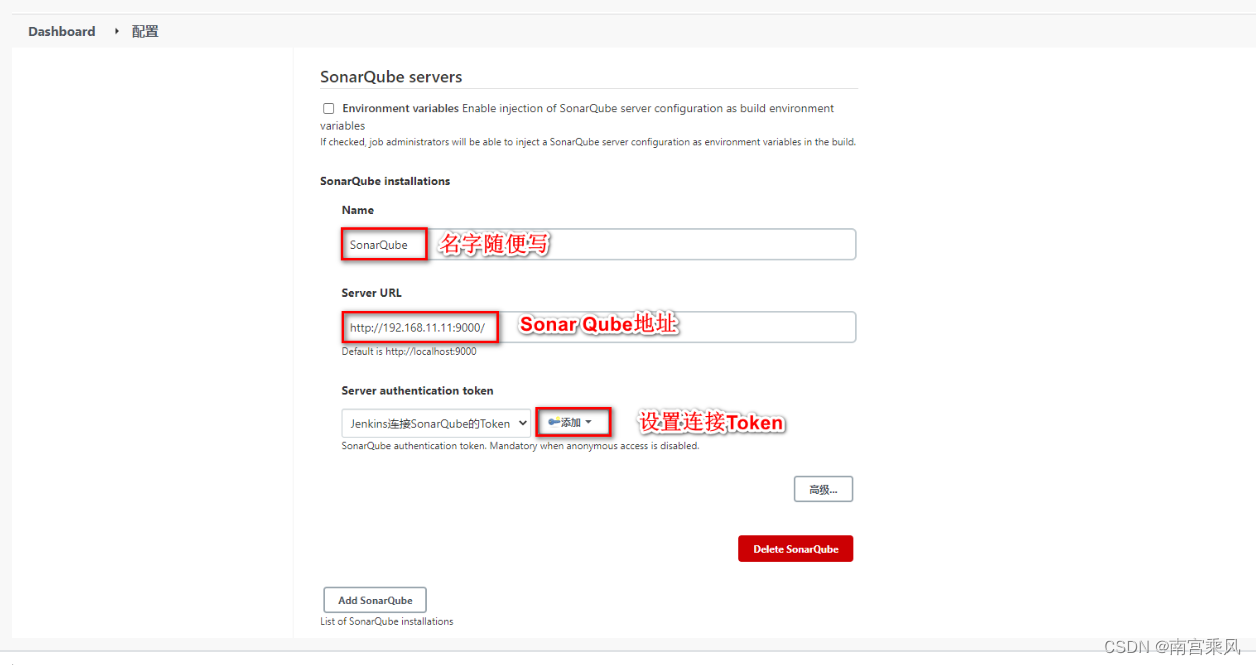 Dashboard ▸ 配置
SonarQube servers
Environment variables Enable injection of SonarQube server configuration as build environment
variables
If checked, job administrators will be able to inject a SonarQube server configuration as environment variables in the build.
SonarQube installations
Name
SonarQube 名字随便写
Server URL
http://192.168.11.11:9000/ Sonar Qube地址
Default is http://localhost:9000
Server authentication token
Jenkins连接SonarQube的Token 添加 设置连接Token
SonarQube authentication token. Mandatory when anonymous access is disabled.
高级...
Delete SonarQube
Add SonarQube
List of SonarQube installations
CSDN @南宫乘风